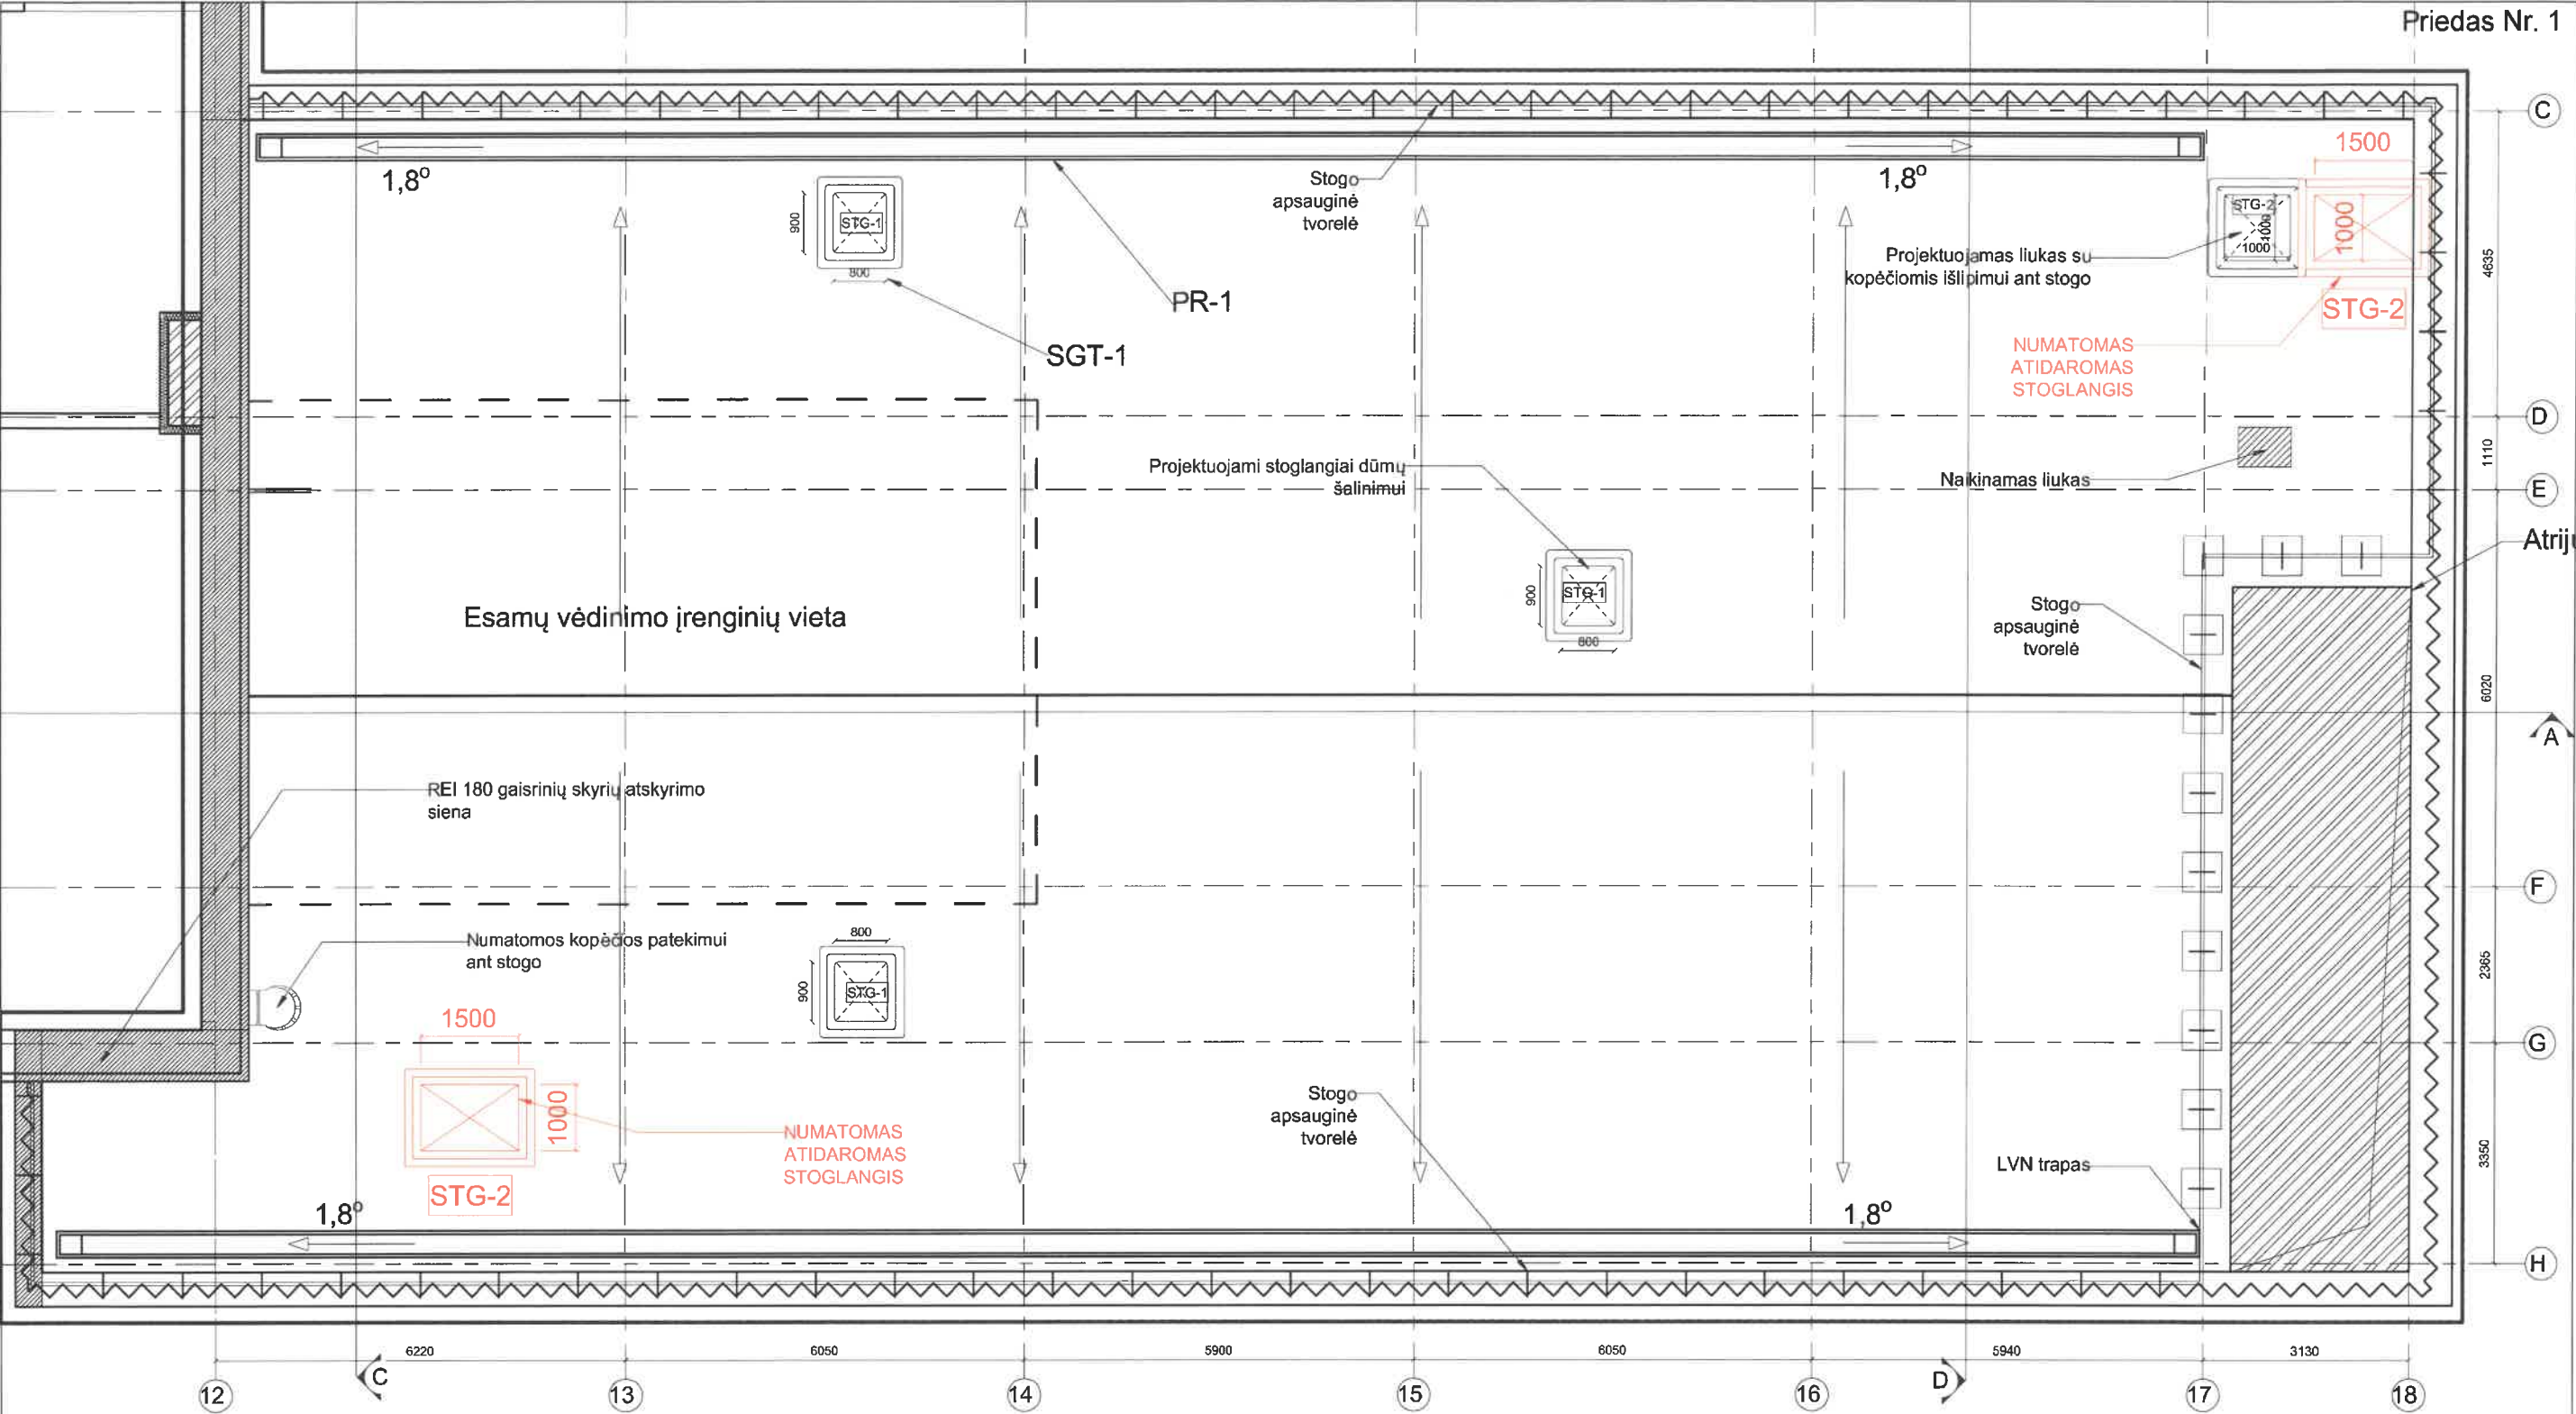 Priedas Nr. 1
C
1500
1,8°
1,8°
Stogo
apsauginė
tvorelė
900
STG-1
800
STG-2
1000
1000
1000
Projektuojamas liukas su
kopėčiomis išlipimui ant stogo
4635
PR-1
STG-2
SGT-1
NUMATOMAS
ATIDAROMAS
STOGLANGIS
D
Projektuojami stoglangiai dūmų
šalinimui
1110
Naikinamas liukas
E
Atrij
900
STG-1
800
Esamų vėdinimo įrenginių vieta
Stogo
apsauginė
tvorelė
6020
A
REI 180 gaisrinių skyrių atskyrimo
siena
F
Numatomos kopėčios patekimui
ant stogo
800
900
STG-1
2365
1500
G
1000
NUMATOMAS
ATIDAROMAS
STOGLANGIS
STG-2
Stogo
apsauginė
tvorelė
3350
LVN trapas
1,8°
1,8°
H
6220
6050
5900
6050
5940
3130
C
D
12
13
14
15
16
17
18